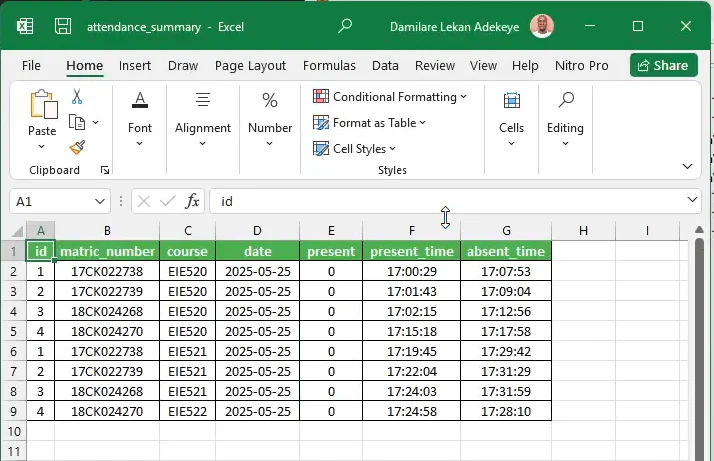 attendance_summary - Excel Damilare Lekan Adekeye
File Home Insert Draw Page Layout Formulas Data Review View Help Nitro Pro Share
Paste Font Alignment % Number Conditional Formatting Format as Table Cell Styles Cells Editing
Clipboard Styles
A1 fx id
A B C D E F G H I
1 id matric_number course date present present_time absent_time
2 1 17CK022738 EIE520 2025-05-25 0 17:00:29 17:07:53
3 2 17CK022739 EIE520 2025-05-25 0 17:01:43 17:09:04
4 3 18CK024268 EIE520 2025-05-25 0 17:02:15 17:12:56
5 4 18CK024270 EIE520 2025-05-25 0 17:15:18 17:17:58
6 1 17CK022738 EIE521 2025-05-25 0 17:19:45 17:29:42
7 2 17CK022739 EIE521 2025-05-25 0 17:22:04 17:31:29
8 3 18CK024268 EIE521 2025-05-25 0 17:24:03 17:31:59
9 4 18CK024270 EIE522 2025-05-25 0 17:24:58 17:28:10
10
11